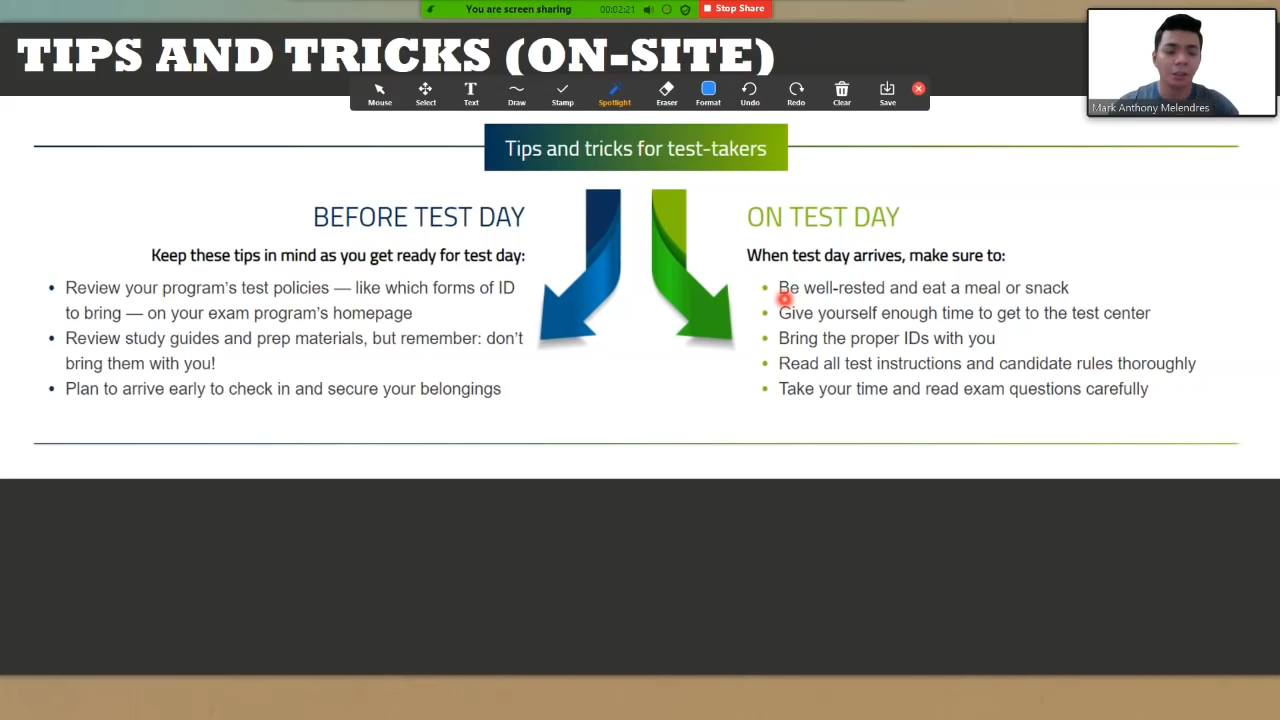 You are screen sharing 00:02:21 Stop Share
TIPS AND TRICKS (ON-SITE)
Mouse Select Text Draw Stamp Spotlight Eraser Format Undo Redo Clear Save
Mark Anthony Melendres
Tips and tricks for test-takers
BEFORE TEST DAY
Keep these tips in mind as you get ready for test day:
• Review your program's test policies — like which forms of ID
to bring — on your exam program's homepage
• Review study guides and prep materials, but remember: don't
bring them with you!
• Plan to arrive early to check in and secure your belongings
ON TEST DAY
When test day arrives, make sure to:
• Be well-rested and eat a meal or snack
• Give yourself enough time to get to the test center
• Bring the proper IDs with you
• Read all test instructions and candidate rules thoroughly
• Take your time and read exam questions carefully